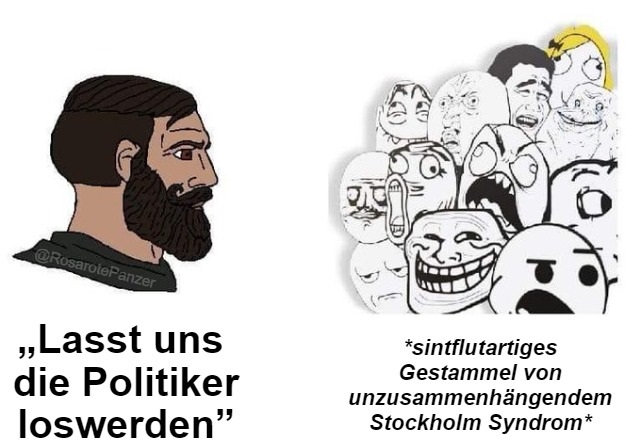 @RosarotePanzer
„Lasst uns
die Politiker
loswerden”
*sintflutartiges
Gestammel von
unzusammenhängendem
Stockholm Syndrom*